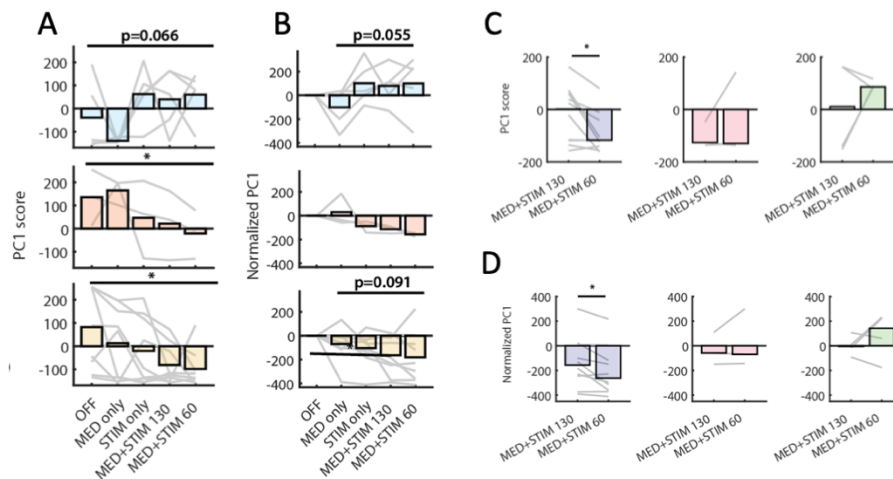 A
p=0.066
100
0
-100
*
200
100
0
100
PC1 score
*
200
100
0
-100
OFF
MED only
STIM only
MED+STIM 130
MED+STIM 60
B
p=0.055
200
0
-200
-400
200
0
-200
-400
Normalized PC1
p=0.091
200
0
*
-200
-400
OFF
MED only
STIM only
MED+STIM 130
MED+STIM 60
C
200
*
PC1 score
0
-200
MED+STIM 130
MED+STIM 60
200
0
-200
MED+STIM 130
MED+STIM 60
200
0
-200
MED+STIM 130
MED+STIM 60
D
400
*
200
Normalized PC1
0
-200
-400
MED+STIM 130
MED+STIM 60
400
200
0
-200
-400
MED+STIM 130
MED+STIM 60
400
200
0
-200
-400
MED+STIM 130
MED+STIM 60